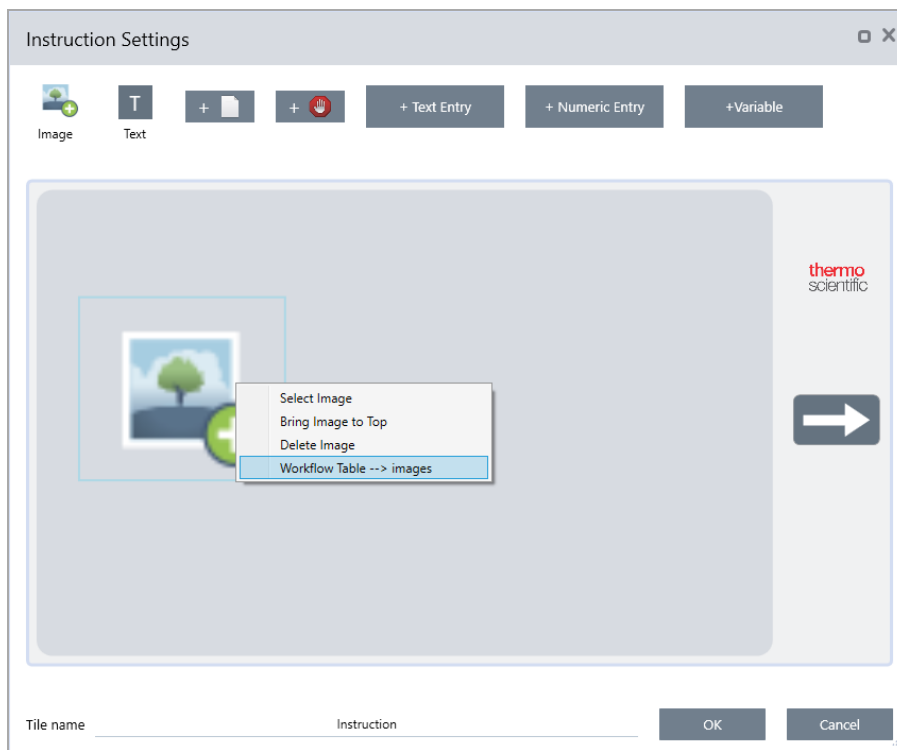 Instruction Settings
+ Text Entry
+ Numeric Entry
+Variable
T
+
+
Image
Text
thermo
scientific
Select Image
Bring Image to Top
Delete Image
Workflow Table --> images
Tile name
Instruction
OK
Cancel